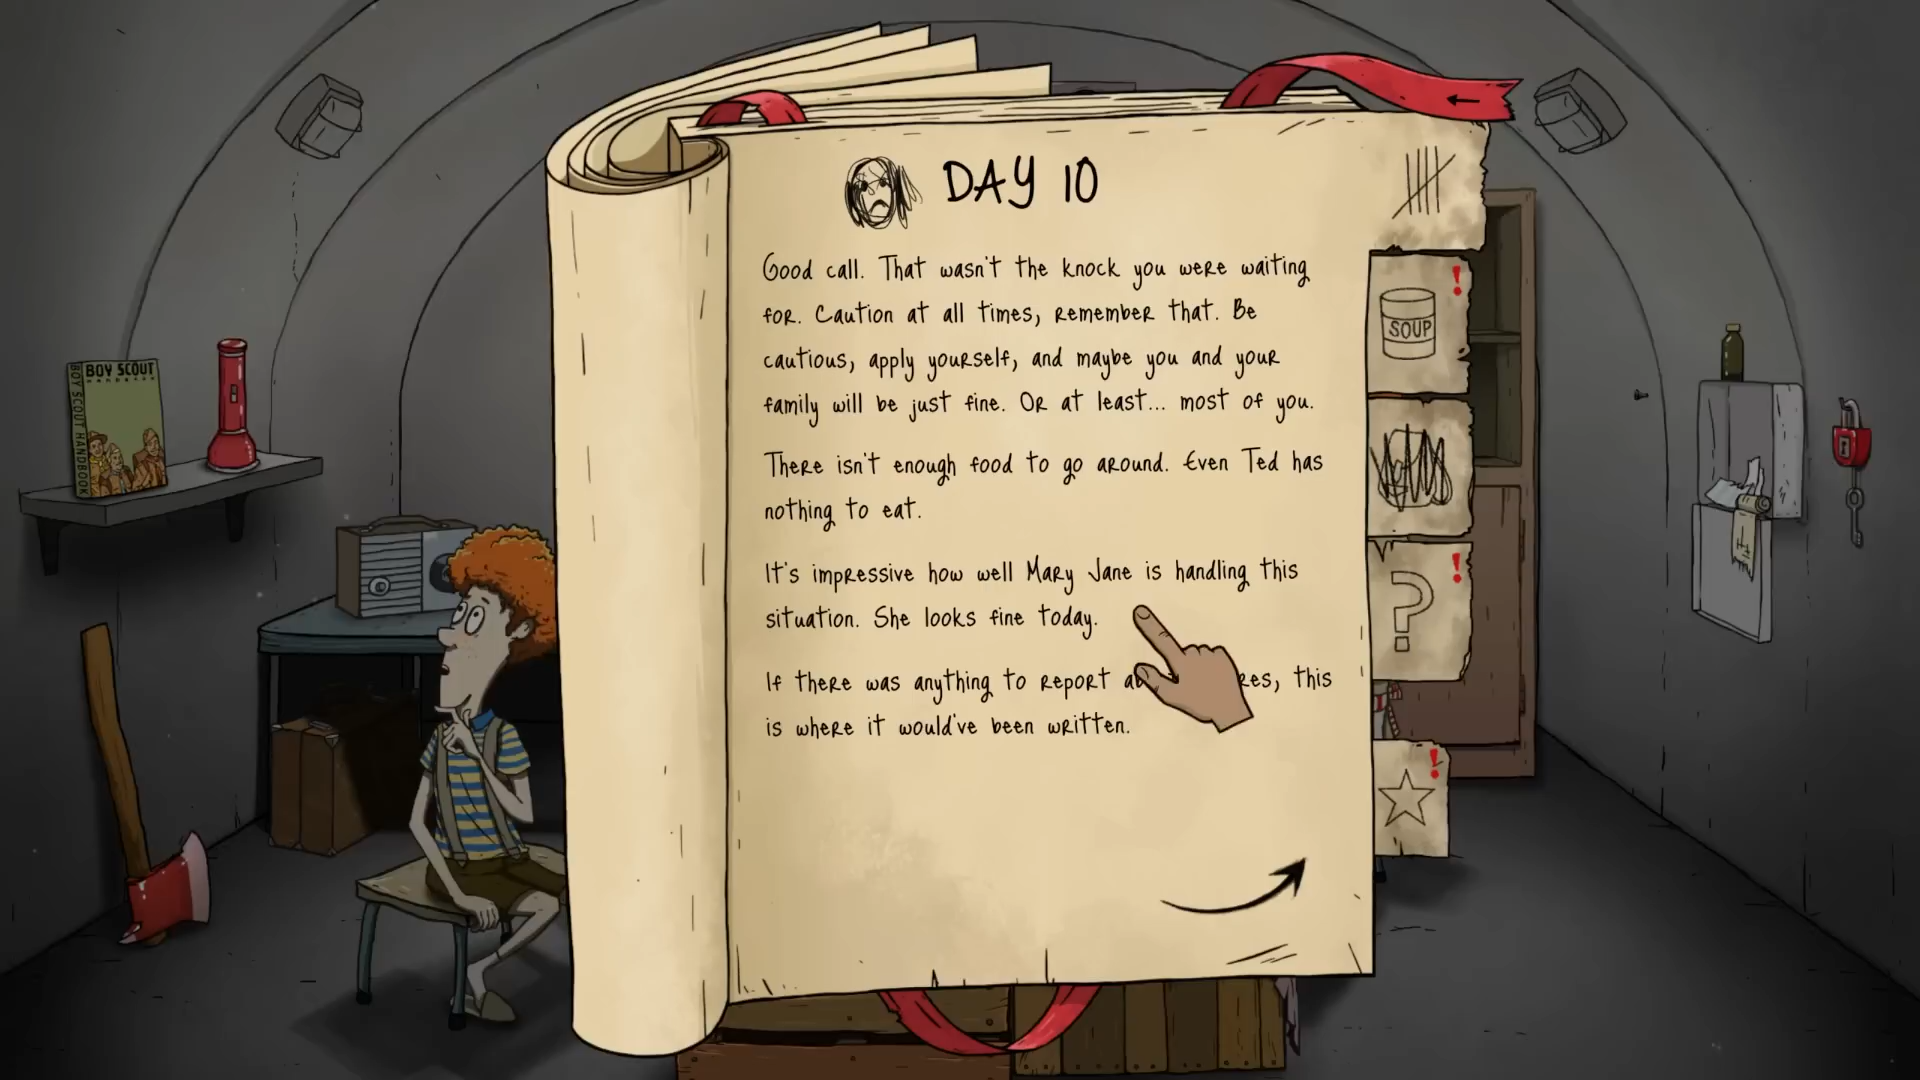 DAY 10
Good call. That wasn't the knock you were waiting
for. Caution at all times, remember that. Be
cautious, apply yourself, and maybe you and your
family will be just fine. Or at least... most of you.
There isn't enough food to go around. Even Ted has
nothing to eat.
It's impressive how well Mary Jane is handling this
situation. She looks fine today.
If there was anything to report this
is where it would've been written.
SOUP
!
?
!
!
BOY SCOUT
HANDBOOK
BOY SCOUT HANDBOOK